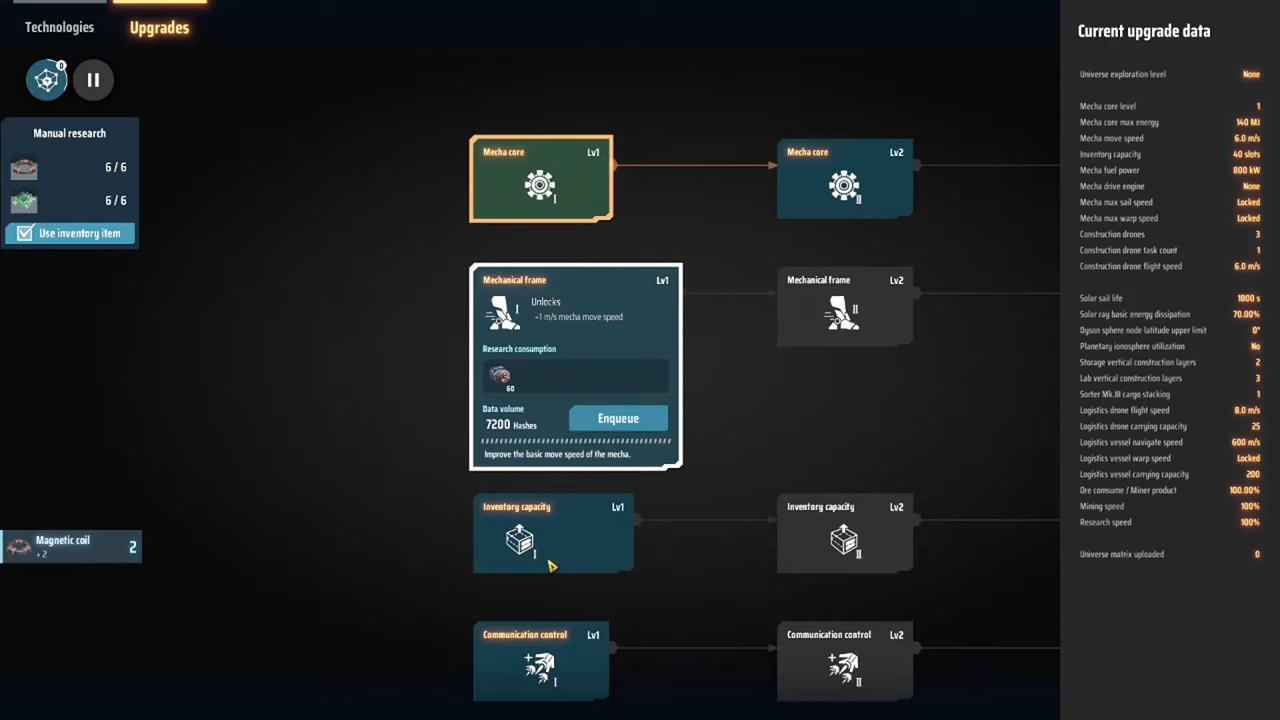 Technologies
Upgrades
0
Manual research
6 / 6
6 / 6
Use inventory item
Magnetic coil
+2
2
Mecha core Lv1
I
Mecha core Lv2
II
Mechanical frame Lv1
I
Unlocks
+1 m/s mecha move speed
Research consumption
60
Data volume
7200 Hashes
Enqueue
Improve the basic move speed of the mecha.
Mechanical frame Lv2
II
Inventory capacity Lv1
I
Inventory capacity Lv2
II
Communication control Lv1
I
Communication control Lv2
II
Current upgrade data
Universe exploration level None
Mecha core level 1
Mecha core max energy 140 MJ
Mecha move speed 6.0 m/s
Inventory capacity 40 slots
Mecha fuel power 800 kW
Mecha drive engine None
Mecha max sail speed Locked
Mecha max warp speed Locked
Construction drones 3
Construction drone task count 1
Construction drone flight speed 6.0 m/s
Solar sail life 1800 s
Solar ray basic energy dissipation 70.00%
Dyson sphere node latitude upper limit 0°
Planetary ionosphere utilization No
Storage vertical construction layers 2
Lab vertical construction layers 3
Sorter Mk.III cargo stacking 1
Logistics drone flight speed 8.0 m/s
Logistics drone carrying capacity 25
Logistics vessel navigate speed 600 m/s
Logistics vessel warp speed Locked
Logistics vessel carrying capacity 200
Ore comsume / Miner product 100.00%
Mining speed 100%
Research speed 100%
Universe matrix uploaded 0